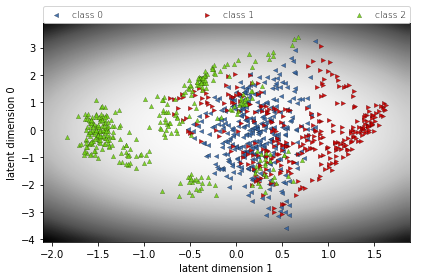 class 0 class 1 class 2
3
2
1
0
−1
−2
−3
−4
latent dimension 0
−2.0 −1.5 −1.0 −0.5 0.0 0.5 1.0 1.5
latent dimension 1